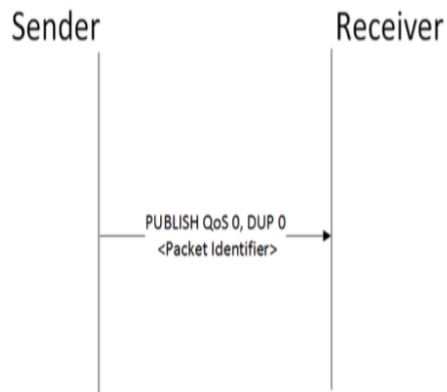 Sender
Receiver
PUBLISH QoS 0, DUP 0
<Packet Identifier>